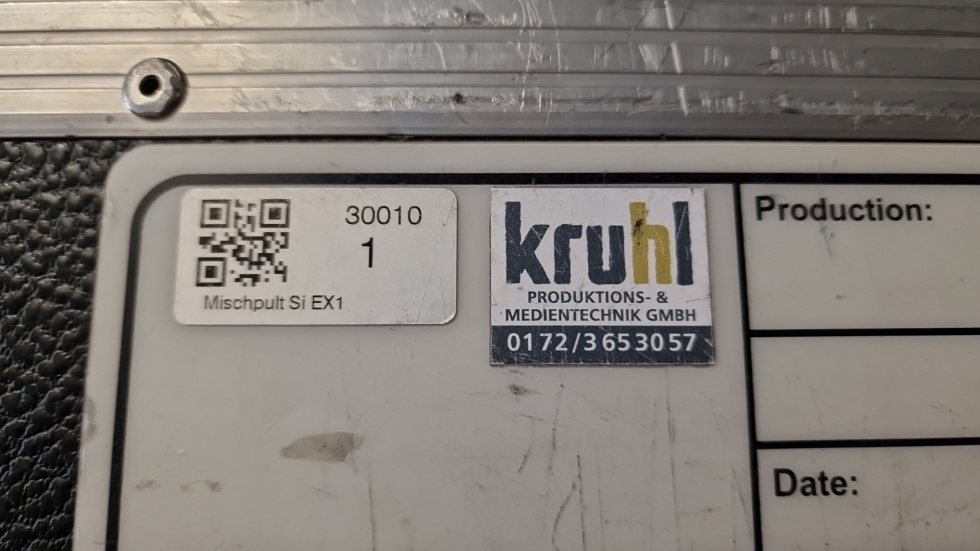 30010
1
Mischpult Si EX1
kruhl
PRODUKTIONS- &
MEDIENTECHNIK GMBH
0172/3653057
Production:
Date: